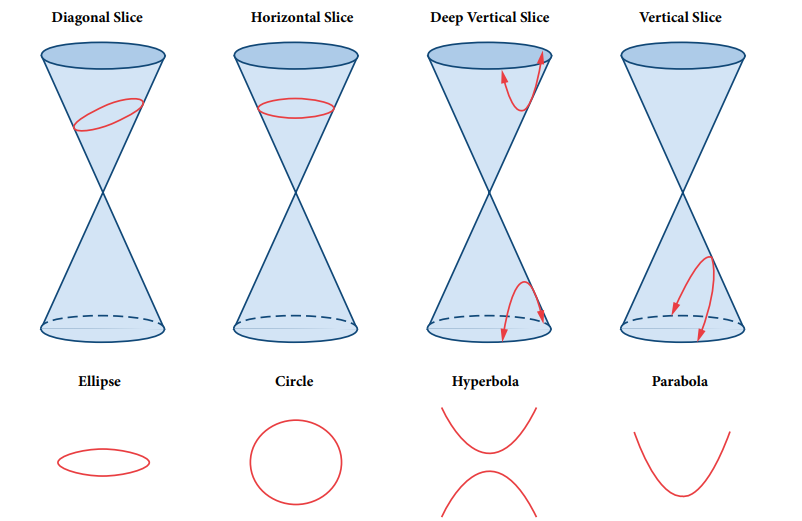 Diagonal Slice
Horizontal Slice
Deep Vertical Slice
Vertical Slice
Ellipse
Circle
Hyperbola
Parabola